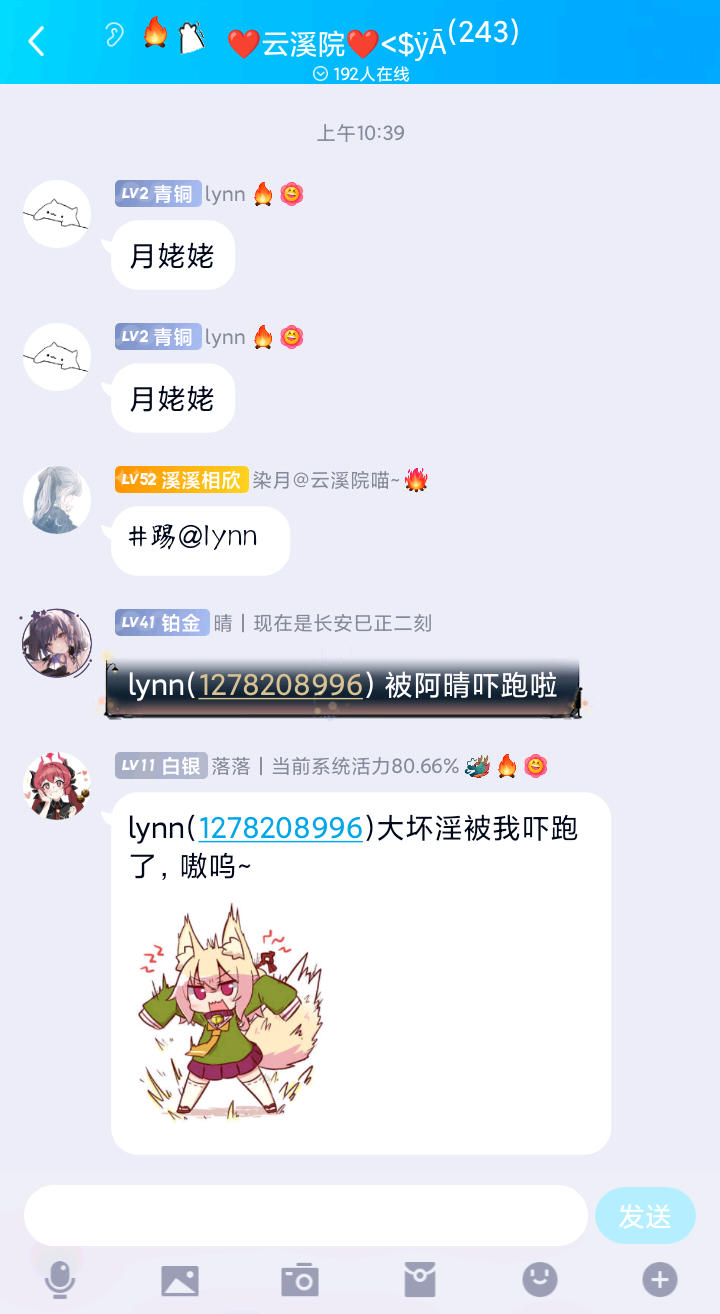 ❤️云溪院❤️<$ÿĀ(243)
192人在线
上午10:39
LV2 青铜 lynn
月姥姥
LV2 青铜 lynn
月姥姥
LV52 溪溪相欣 染月@云溪院喵~
#踢@lynn
LV41 铂金 晴丨现在是长安巳正二刻
lynn(1278208996) 被阿晴吓跑啦
LV11 白银 落落丨当前系统活力80.66%
lynn(1278208996)大坏淫被我吓跑
了，嗷呜~
发送